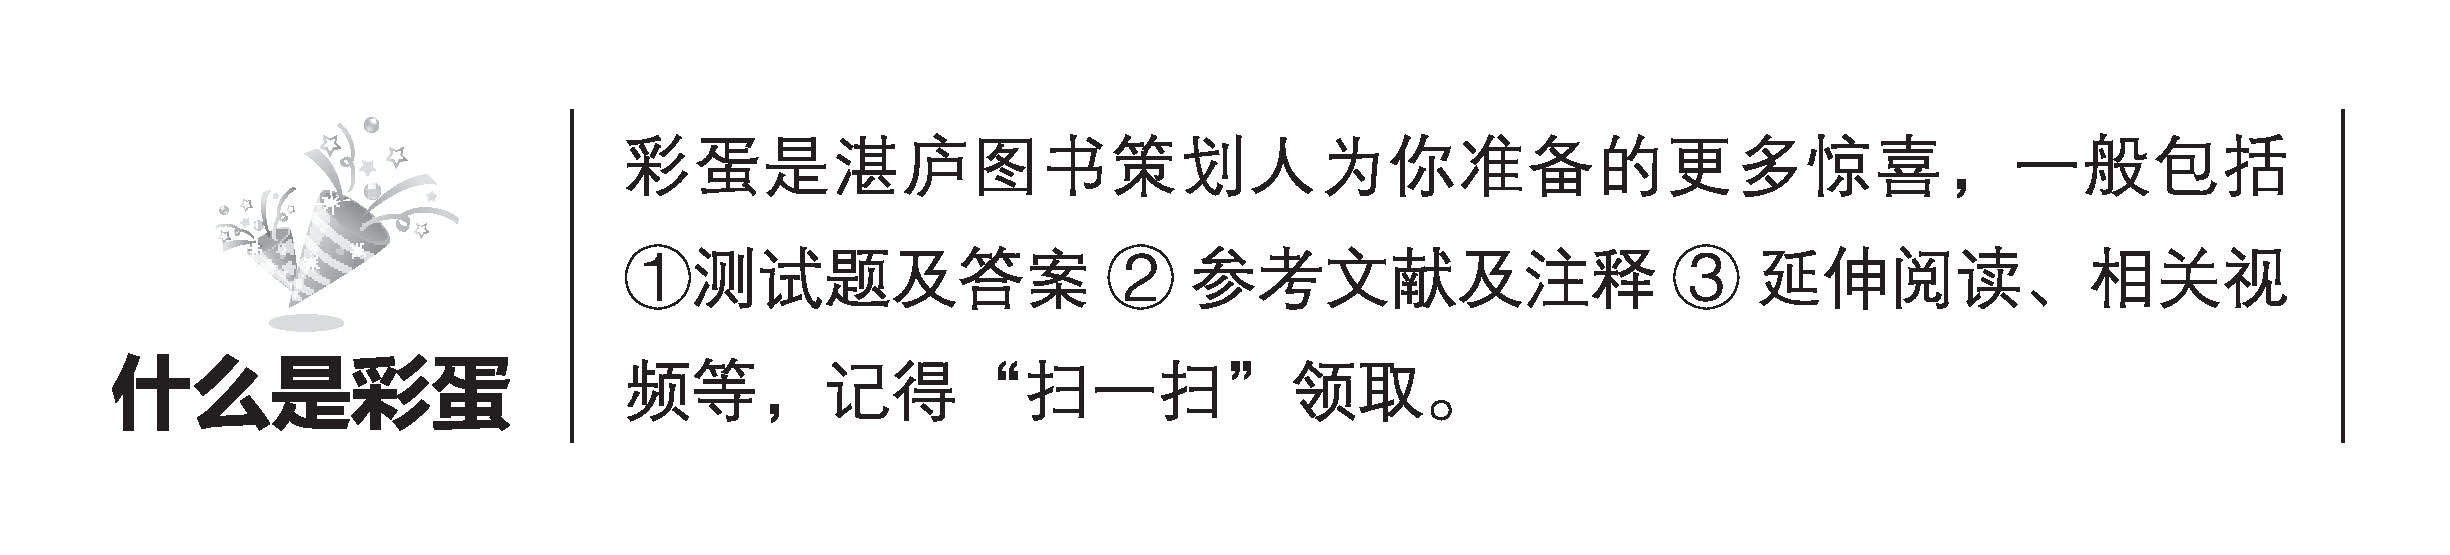 什么是彩蛋
彩蛋是湛庐图书策划人为你准备的更多惊喜，一般包括
①测试题及答案 ② 参考文献及注释 ③ 延伸阅读、相关视
频等，记得“扫一扫”领取。